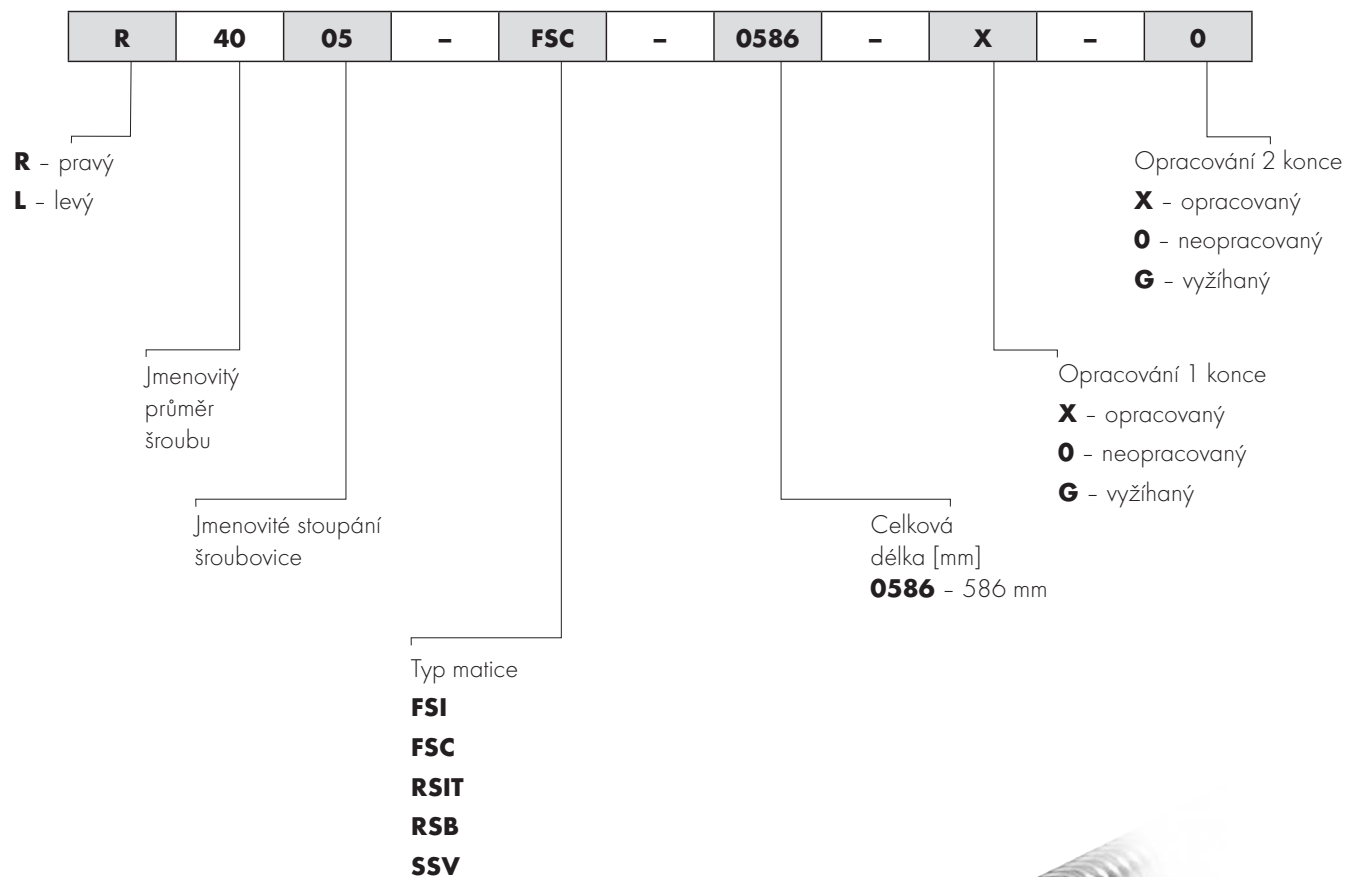 R 40 05 – FSC – 0586 – X – 0
R – pravý
L – levý
Jmenovitý
průměr
šroubu
Jmenovité stoupání
šroubovice
Typ matice
FSI
FSC
RSIT
RSB
SSV
Celková
délka [mm]
0586 – 586 mm
Opracování 1 konce
X – opracovaný
0 – neopracovaný
G – vyžíhaný
Opracování 2 konce
X – opracovaný
0 – neopracovaný
G – vyžíhaný